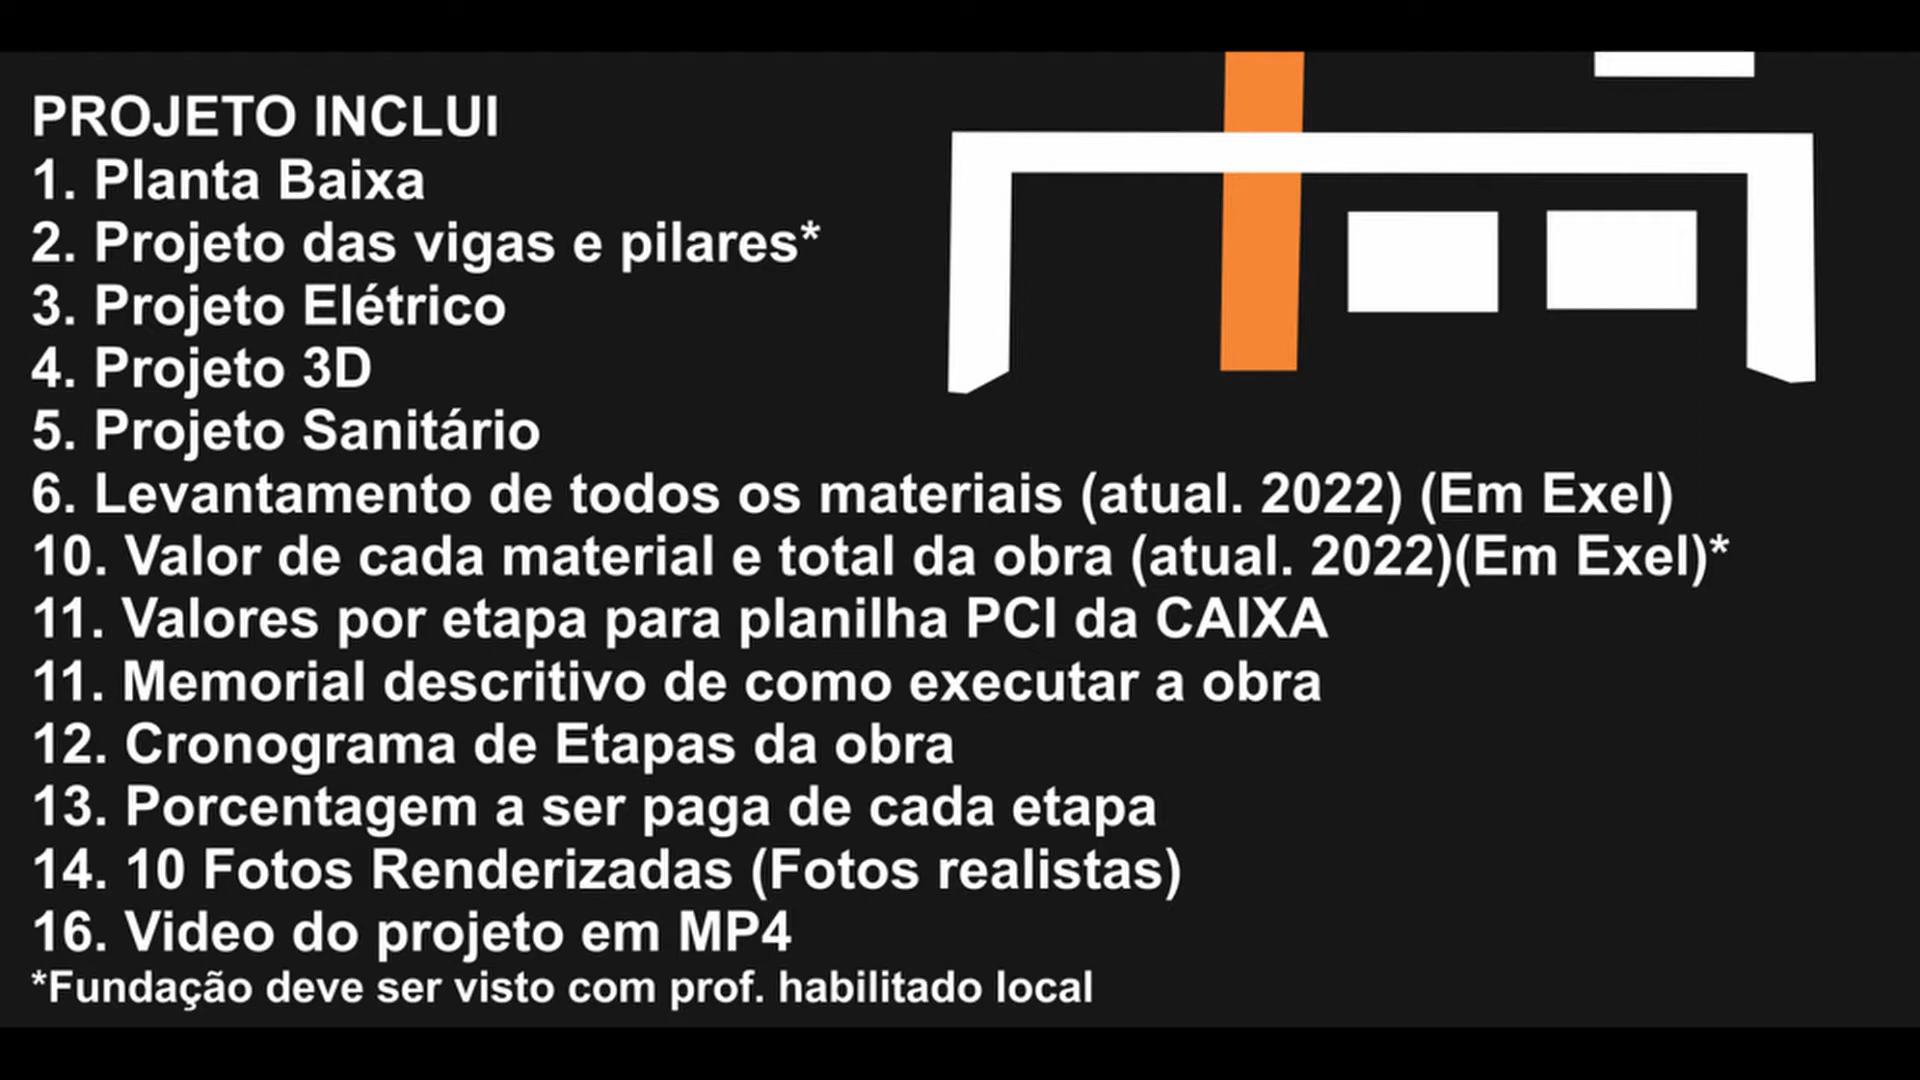 PROJETO INCLUI
1. Planta Baixa
2. Projeto das vigas e pilares*
3. Projeto Elétrico
4. Projeto 3D
5. Projeto Sanitário
6. Levantamento de todos os materiais (atual. 2022) (Em Exel)
10. Valor de cada material e total da obra (atual. 2022)(Em Exel)*
11. Valores por etapa para planilha PCI da CAIXA
11. Memorial descritivo de como executar a obra
12. Cronograma de Etapas da obra
13. Porcentagem a ser paga de cada etapa
14. 10 Fotos Renderizadas (Fotos realistas)
16. Video do projeto em MP4
*Fundação deve ser visto com prof. habilitado local